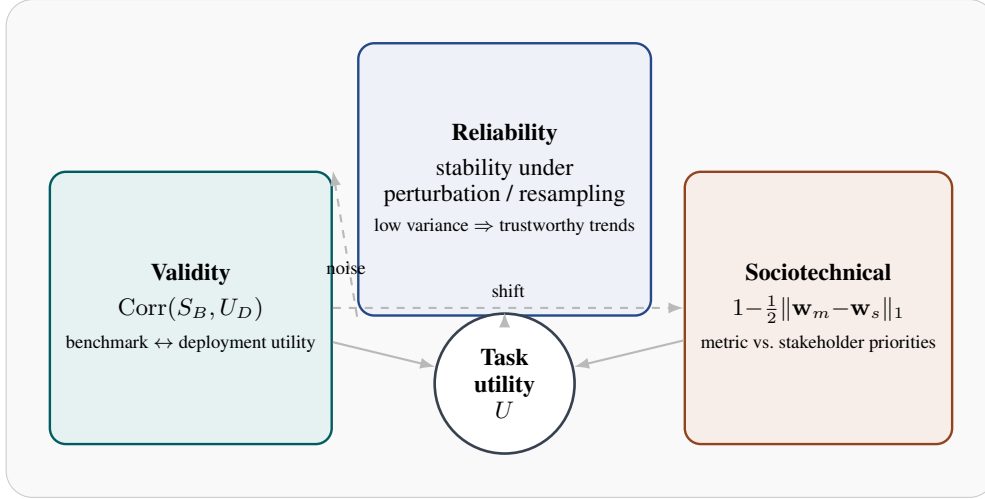 Reliability
stability under
perturbation / resampling
low variance ⇒ trustworthy trends
Validity
Corr(S_B, U_D)
benchmark ↔ deployment utility
noise
shift
Sociotechnical
1−½‖w_m−w_s‖₁
metric vs. stakeholder priorities
Task
utility
U